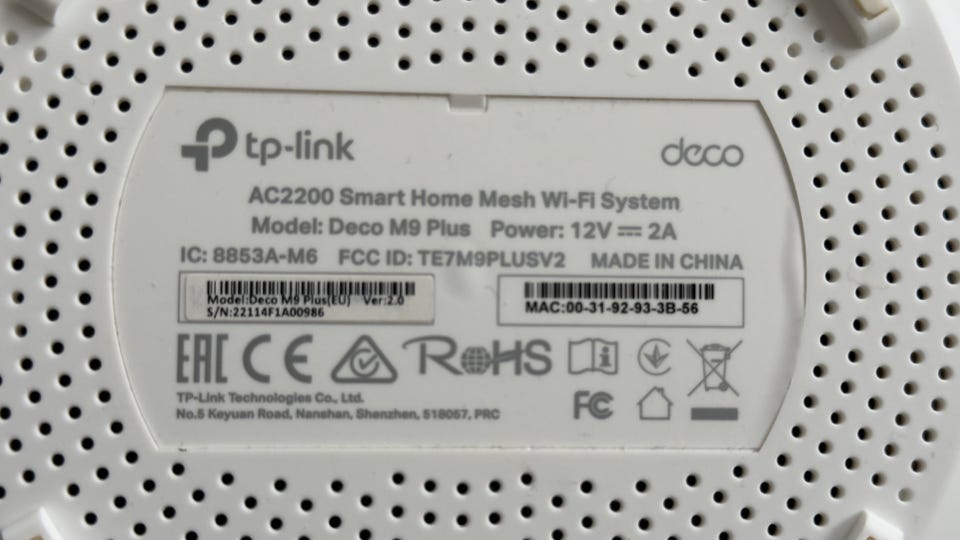 tp-link
deco
AC2200 Smart Home Mesh Wi-Fi System
Model: Deco M9 Plus Power: 12V ⎓ 2A
IC: 8853A-M6 FCC ID: TE7M9PLUSV2 MADE IN CHINA
Model:Deco M9 Plus(EU) Ver:2.0
S/N:22114F1A00986
MAC:00-31-92-93-3B-56
EAC CE RoHS
FC
TP-Link Technologies Co., Ltd.
No.5 Keyuan Road, Nanshan, Shenzhen, 518057, PRC